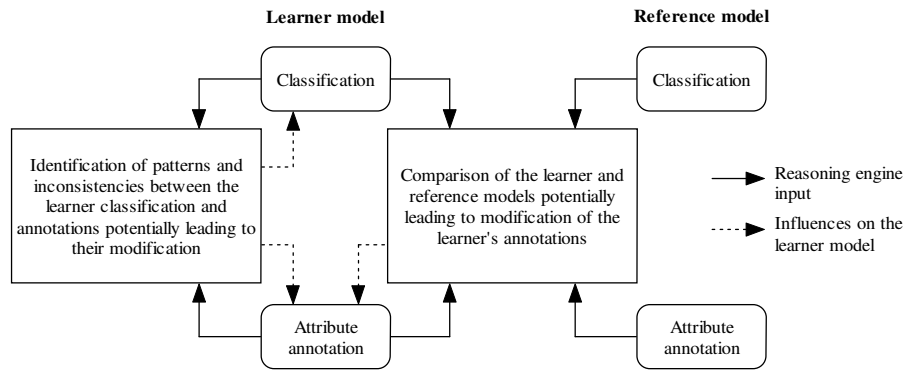 Learner model
Reference model
Classification
Classification
Identification of patterns and
inconsistencies between the
learner classification and
annotations potentially leading to
their modification
Comparison of the learner and
reference models potentially
leading to modification of the
learner's annotations
Reasoning engine
input
Influences on the
learner model
Attribute
annotation
Attribute
annotation